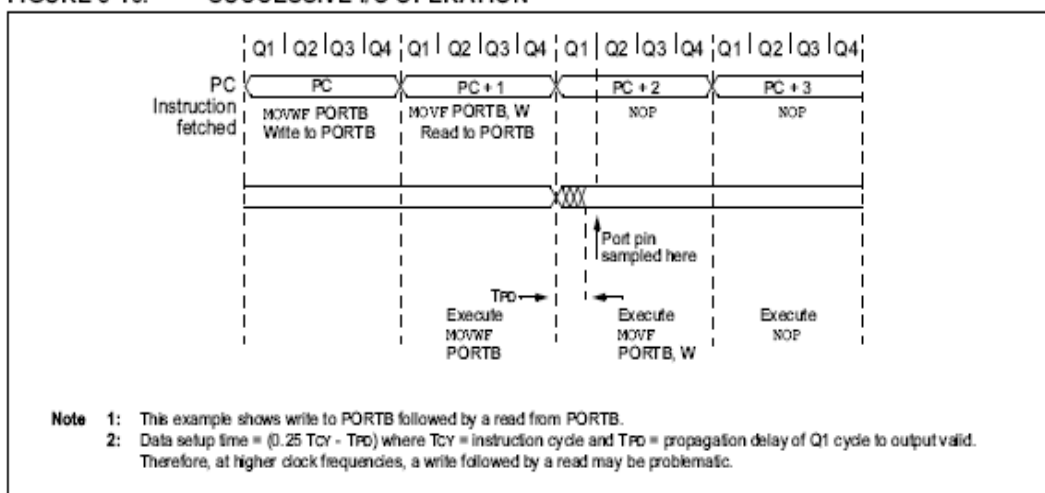 Q1 Q2 Q3 Q4 Q1 Q2 Q3 Q4 Q1 Q2 Q3 Q4 Q1 Q2 Q3 Q4
PC PC PC + 1 PC + 2 PC + 3
Instruction fetched
MOVWF PORTB
Write to PORTB
MOVF PORTB, W
Read to PORTB
NOP
NOP
Port pin
sampled here
TPD
Execute
MOVWF
PORTB
Execute
MOVF
PORTB, W
Execute
NOP
Note 1: This example shows write to PORTB followed by a read from PORTB.
2: Data setup time = (0.25 TCY - TPD) where TCY = instruction cycle and TPD = propagation delay of Q1 cycle to output valid.
Therefore, at higher clock frequencies, a write followed by a read may be problematic.